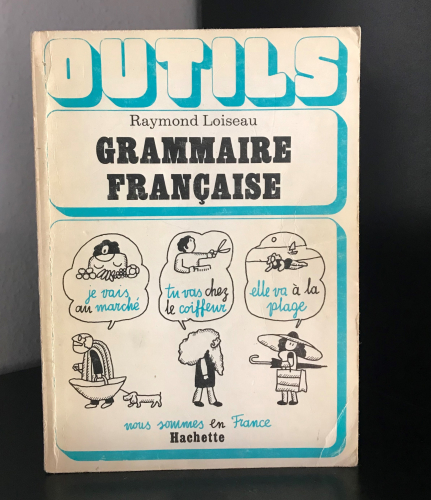 OUTILS
Raymond Loiseau
GRAMMAIRE
FRANÇAISE
je vais
au marché
tu vas chez
le coiffeur
elle va à la
plage
nous sommes en France
Hachette